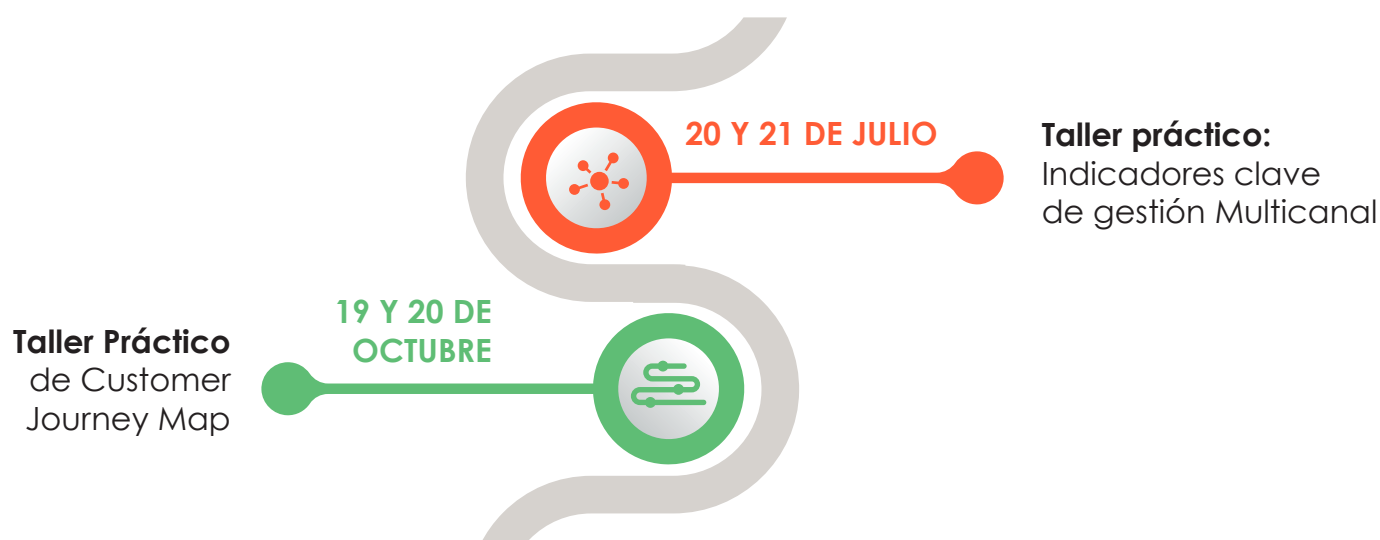 20 Y 21 DE JULIO
Taller práctico:
Indicadores clave
de gestión Multicanal
19 Y 20 DE
OCTUBRE
Taller Práctico
de Customer
Journey Map